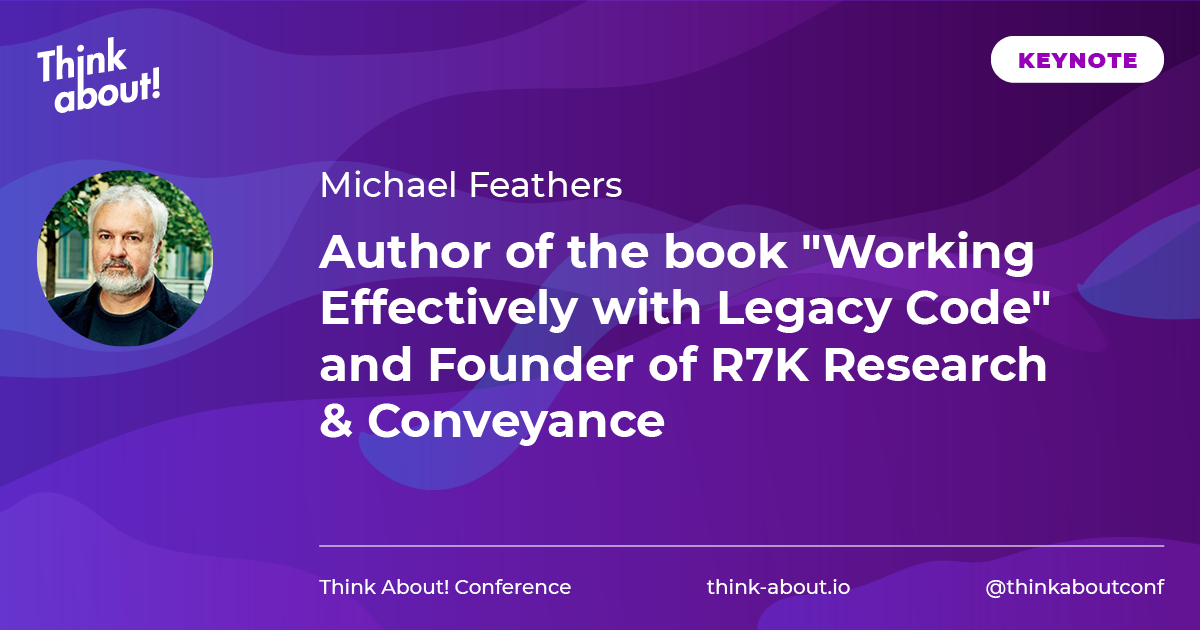 Think
about!
KEYNOTE
Michael Feathers
Author of the book "Working
Effectively with Legacy Code"
and Founder of R7K Research
& Conveyance
Think About! Conference
think-about.io
@thinkaboutconf